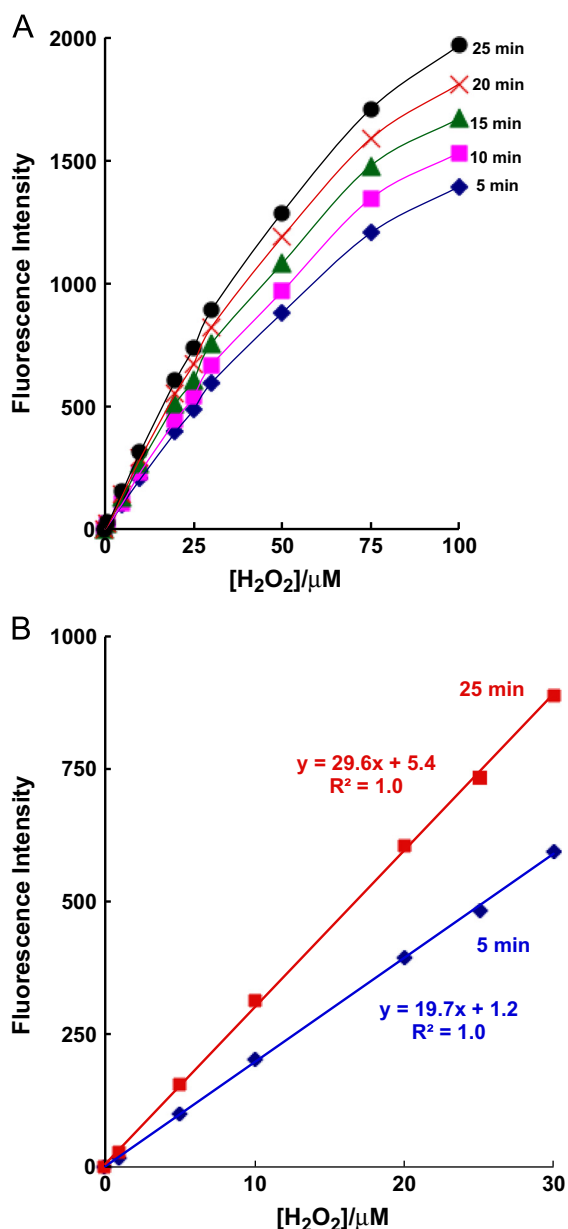 A
2000
1500
1000
500
0
Fluorescence Intensity
25 min
20 min
15 min
10 min
5 min
0
25
50
75
100
[H₂O₂]/μM
B
1000
750
500
250
0
Fluorescence Intensity
25 min
y = 29.6x + 5.4
R² = 1.0
5 min
y = 19.7x + 1.2
R² = 1.0
0
10
20
30
[H₂O₂]/μM